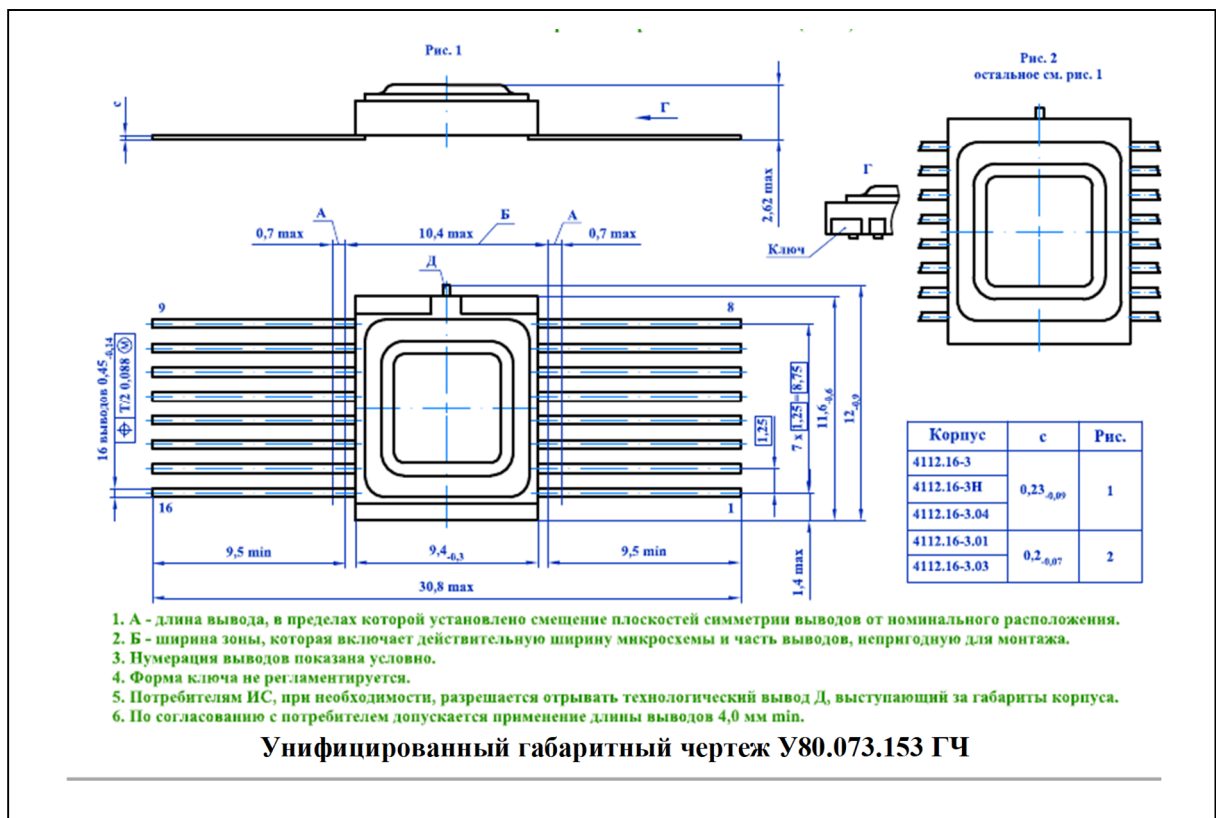 Рис. 1
Рис. 2
остальное см. рис. 1
с
Г
2,62 max
Г
Ключ
А
Б
А
0,7 max
10,4 max
0,7 max
Д
9
8
16 выводов 0,45-0,14
Т/2 0,088 М
1,25
7 х 1,25 = 8,75
11,6-0,6
12-0,9
16
1
9,5 min
9,4-0,3
9,5 min
1,4 max
30,8 max
Корпус с Рис.
4112.16-3
4112.16-3Н
4112.16-3.04
0,23-0,09 1
4112.16-3.01
4112.16-3.03
0,2-0,07 2
1. А - длина вывода, в пределах которой установлено смещение плоскостей симметрии выводов от номинального расположения.
2. Б - ширина зоны, которая включает действительную ширину микросхемы и часть выводов, непригодную для монтажа.
3. Нумерация выводов показана условно.
4. Форма ключа не регламентируется.
5. Потребителям ИС, при необходимости, разрешается отрывать технологический вывод Д, выступающий за габариты корпуса.
6. По согласованию с потребителем допускается применение длины выводов 4,0 мм min.
Унифицированный габаритный чертеж У80.073.153 ГЧ